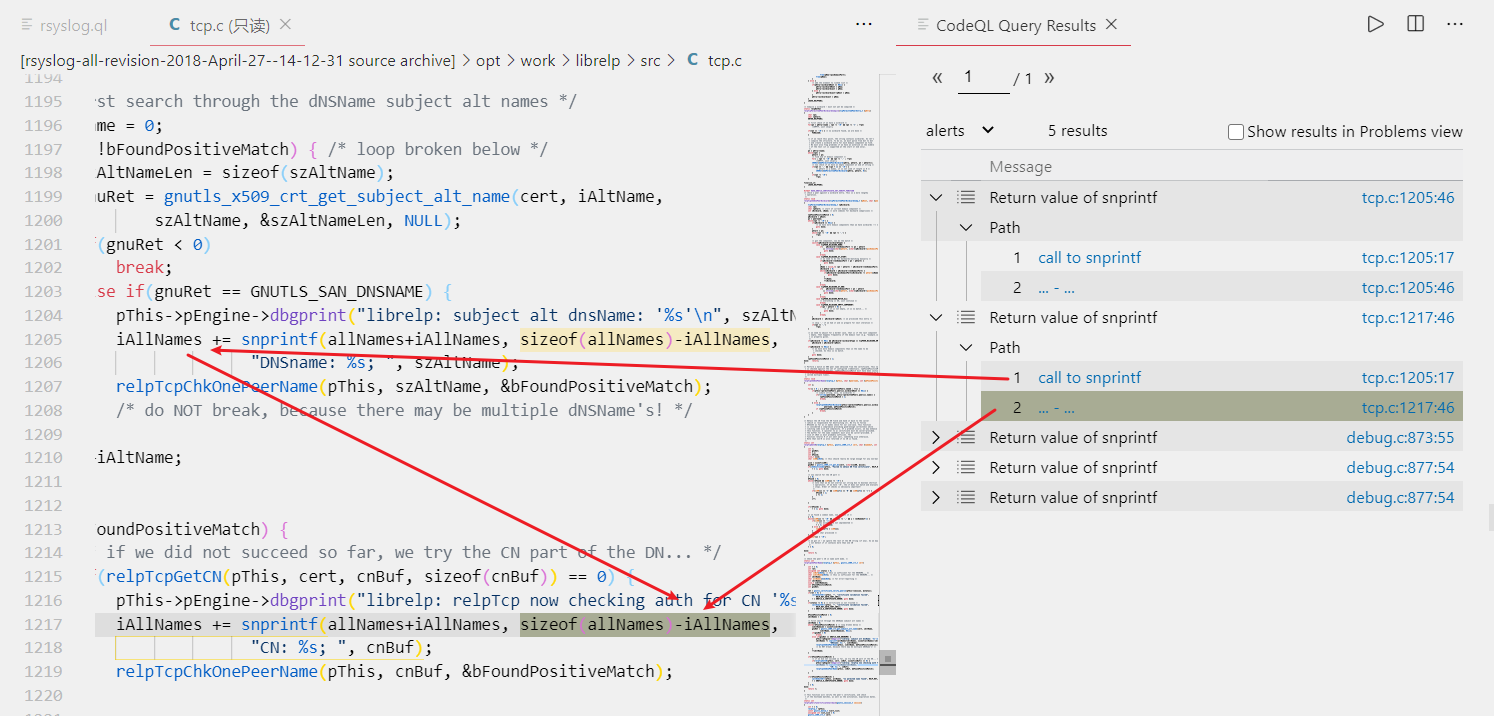 rsyslog.ql
C tcp.c (只读) ×
···
CodeQL Query Results ×
···
[rsyslog-all-revision-2018-April-27--14-12-31 source archive] > opt > work > librelp > src > C tcp.c
1194
1195 st search through the dNSName subject alt names */
1196 me = 0;
1197 !bFoundPositiveMatch) { /* loop broken below */
1198 AltNameLen = sizeof(szAltName);
1199 uRet = gnutls_x509_crt_get_subject_alt_name(cert, iAltName,
1200 szAltName, &szAltNameLen, NULL);
1201 (gnuRet < 0)
1202 break;
1203 se if(gnuRet == GNUTLS_SAN_DNSNAME) {
1204 pThis->pEngine->dbgprint("librelp: subject alt dnsName: '%s'\n", szAltN
1205 iAllNames += snprintf(allNames+iAllNames, sizeof(allNames)-iAllNames,
1206 "DNSname: %s; ", szAltName);
1207 relpTcpChkOnePeerName(pThis, szAltName, &bFoundPositiveMatch);
1208 /* do NOT break, because there may be multiple dNSName's! */
1209
1210 +iAltName;
1211
1212
1213 oundPositiveMatch) {
1214 if we did not succeed so far, we try the CN part of the DN... */
1215 (relpTcpGetCN(pThis, cert, cnBuf, sizeof(cnBuf)) == 0) {
1216 pThis->pEngine->dbgprint("librelp: relpTcp now checking auth for CN '%s
1217 iAllNames += snprintf(allNames+iAllNames, sizeof(allNames)-iAllNames,
1218 "CN: %s; ", cnBuf);
1219 relpTcpChkOnePeerName(pThis, cnBuf, &bFoundPositiveMatch);
1220
« 1 / 1 »
alerts 5 results Show results in Problems view
Message
Return value of snprintf tcp.c:1205:46
Path
1 call to snprintf tcp.c:1205:17
2 ... - ... tcp.c:1205:46
Return value of snprintf tcp.c:1217:46
Path
1 call to snprintf tcp.c:1205:17
2 ... - ... tcp.c:1217:46
Return value of snprintf debug.c:873:55
Return value of snprintf debug.c:877:54
Return value of snprintf debug.c:877:54